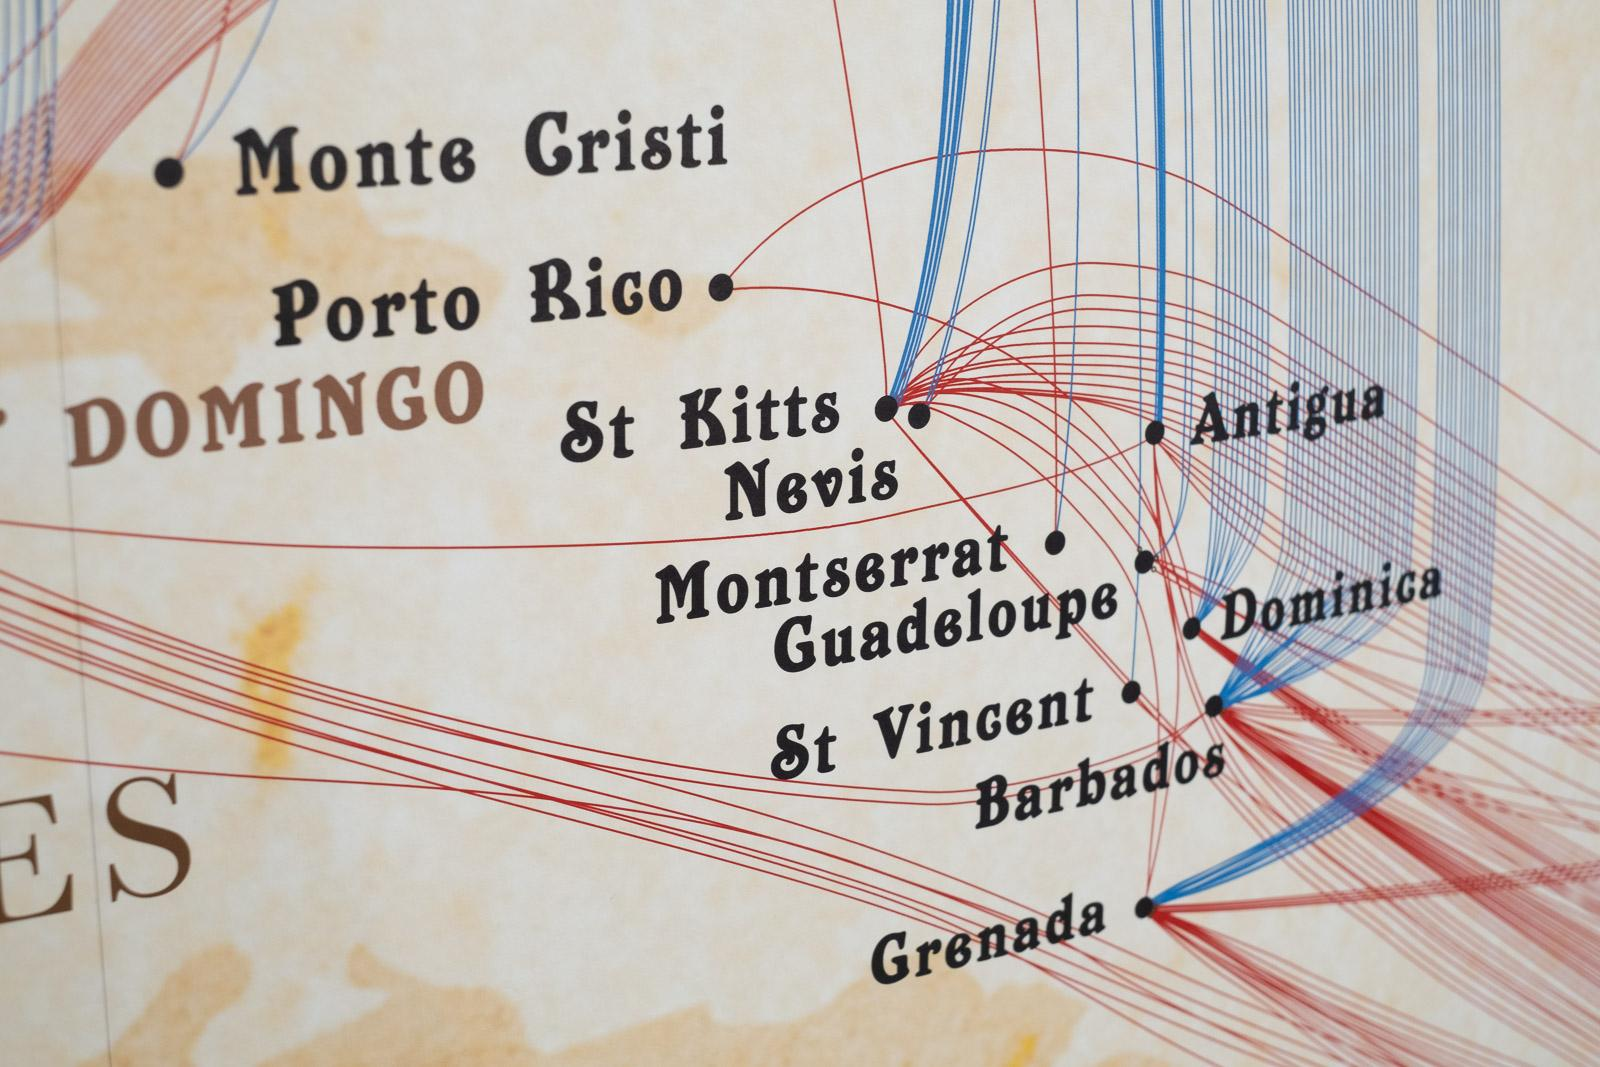 Monte Cristi
Porto Rico
DOMINGO
St Kitts
Nevis
Antigua
Montserrat
Guadeloupe
Dominica
St Vincent
Barbados
ES
Grenada